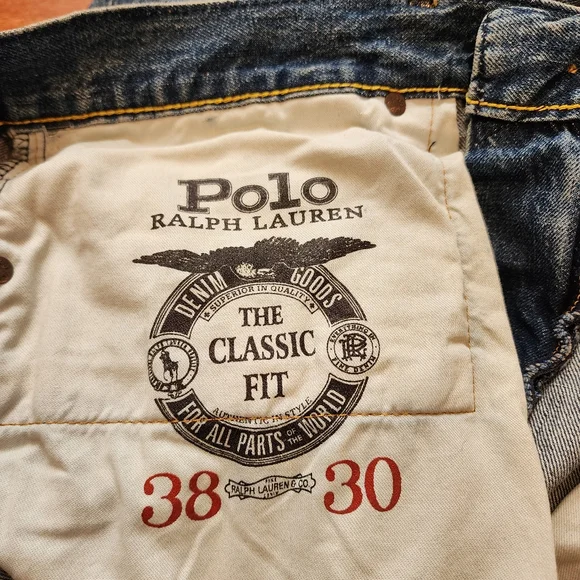 Polo
RALPH LAUREN
DENIM GOODS
SUPERIOR IN QUALITY
THE
CLASSIC
FIT
AUTHENTIC IN STYLE
FOR ALL PARTS OF THE WORLD
38
RALPH LAUREN & CO.
30